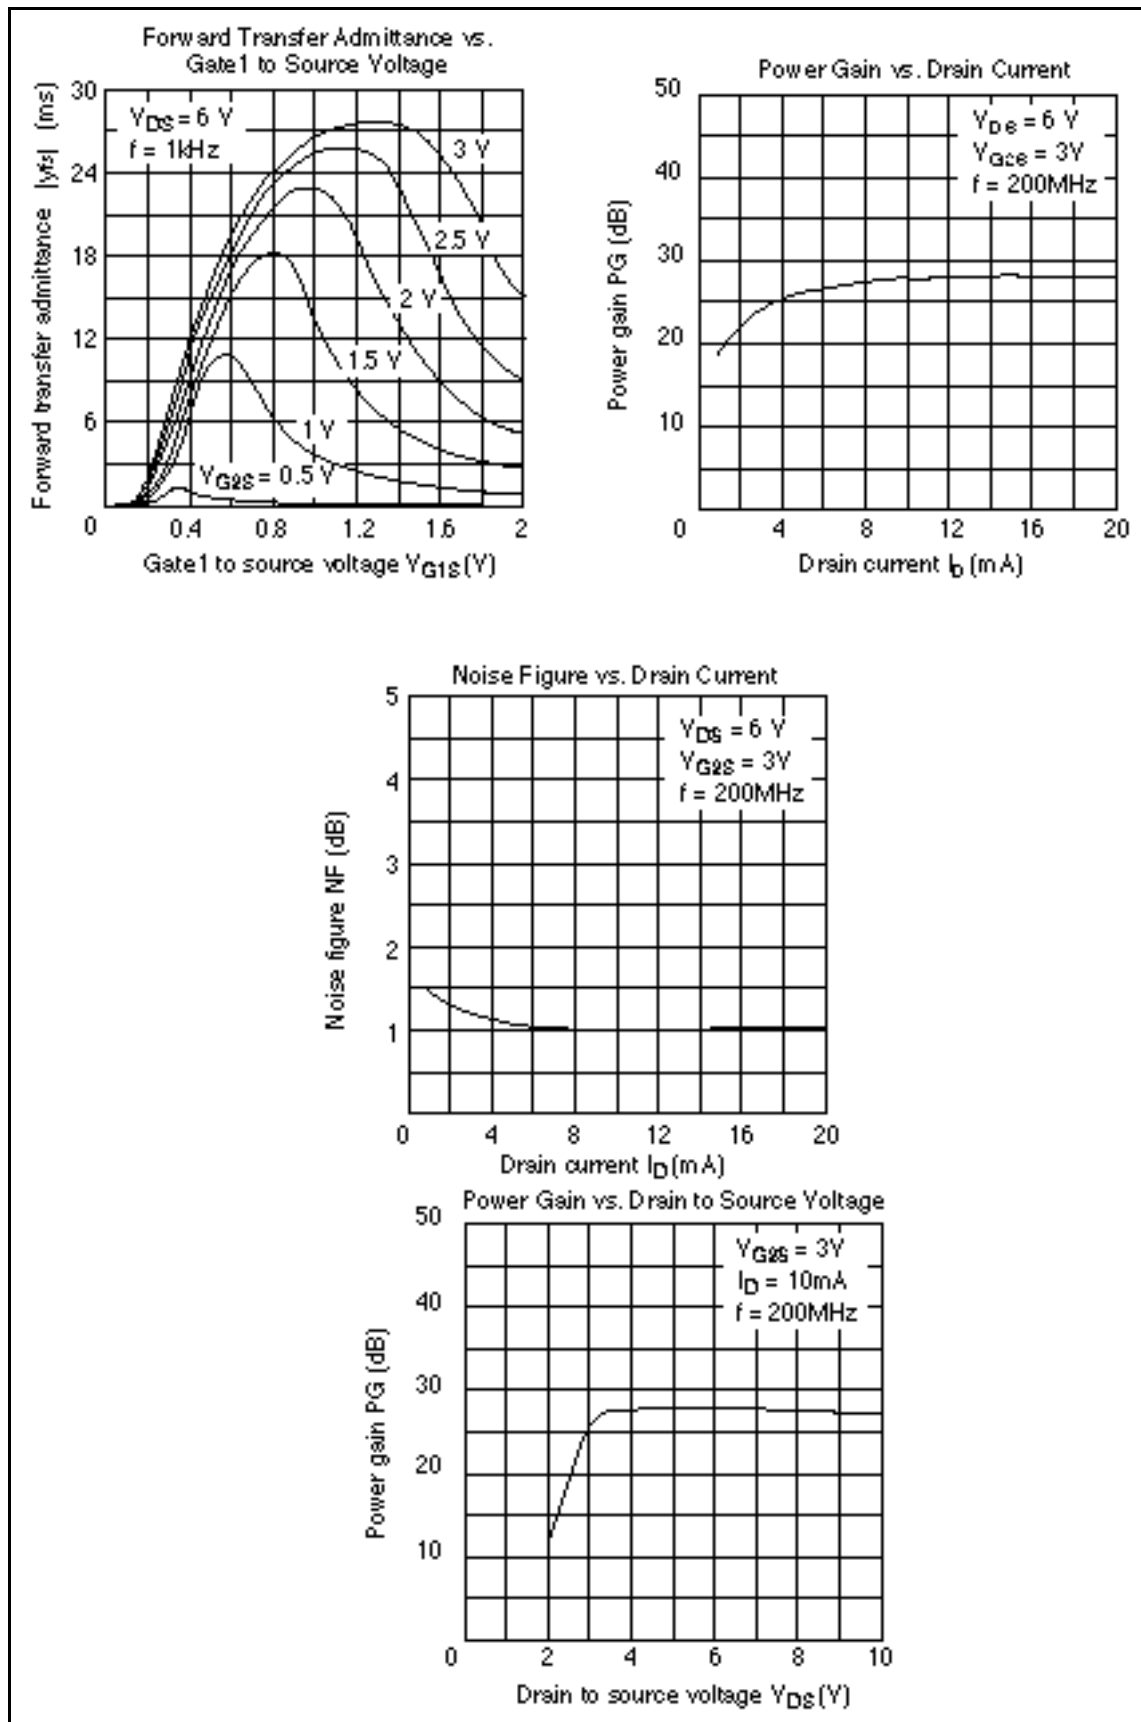 Forward Transfer Admittance vs.
Gate1 to Source Voltage
30
24
18
12
6
0
Forward transfer admittance |yfs| (ms)
VDS = 6 V
f = 1kHz
3 V
2.5 V
2 V
1.5 V
1 V
VG2S = 0.5 V
0.4 0.8 1.2 1.6 2
Gate1 to source voltage VG1S (V)
Power Gain vs. Drain Current
50
40
30
20
10
0
Power gain PG (dB)
VD6 = 6 V
VG26 = 3V
f = 200MHz
4 8 12 16 20
Drain current ID (mA)
Noise Figure vs. Drain Current
5
4
3
2
1
0
Noise figure NF (dB)
VDS = 6 V
VG2S = 3V
f = 200MHz
4 8 12 16 20
Drain current ID (mA)
Power Gain vs. Drain to Source Voltage
50
40
30
20
10
0
Power gain PG (dB)
VG2S = 3V
ID = 10mA
f = 200MHz
2 4 6 8 10
Drain to source voltage VDS (V)